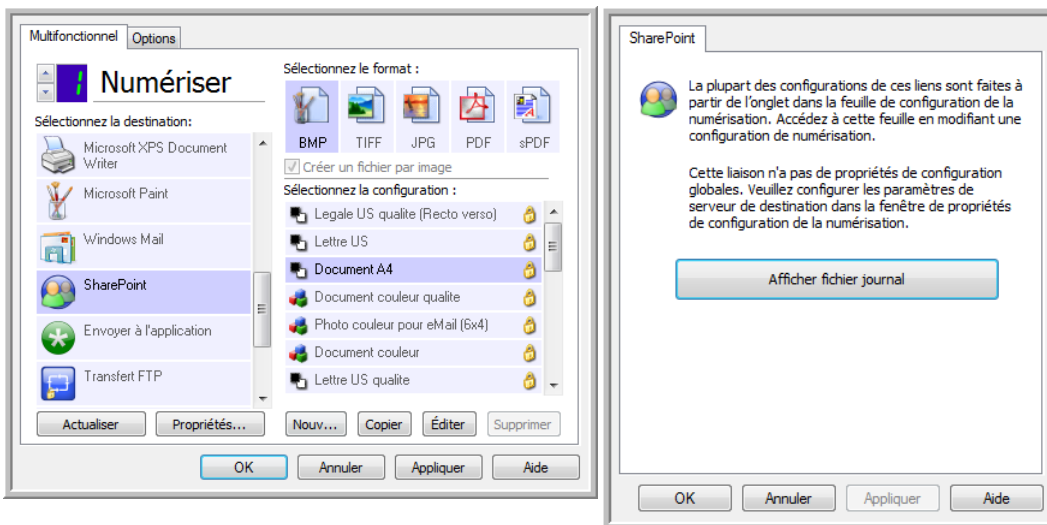 Multifonctionnel
Options
1
Numériser
Sélectionnez la destination:
Microsoft XPS Document
Writer
Microsoft Paint
Windows Mail
SharePoint
Envoyer à l'application
Transfert FTP
Actualiser
Propriétés...
Sélectionnez le format :
BMP
TIFF
JPG
PDF
sPDF
Créer un fichier par image
Sélectionnez la configuration :
Legale US qualite (Recto verso)
Lettre US
Document A4
Document couleur qualite
Photo couleur pour eMail (6x4)
Document couleur
Lettre US qualite
Nouv...
Copier
Éditer
Supprimer
OK
Annuler
Appliquer
Aide
SharePoint
La plupart des configurations de ces liens sont faites à
partir de l'onglet dans la feuille de configuration de la
numérisation. Accédez à cette feuille en modifiant une
configuration de numérisation.
Cette liaison n'a pas de propriétés de configuration
globales. Veuillez configurer les paramètres de
serveur de destination dans la fenêtre de propriétés
de configuration de la numérisation.
Afficher fichier journal
OK
Annuler
Appliquer
Aide